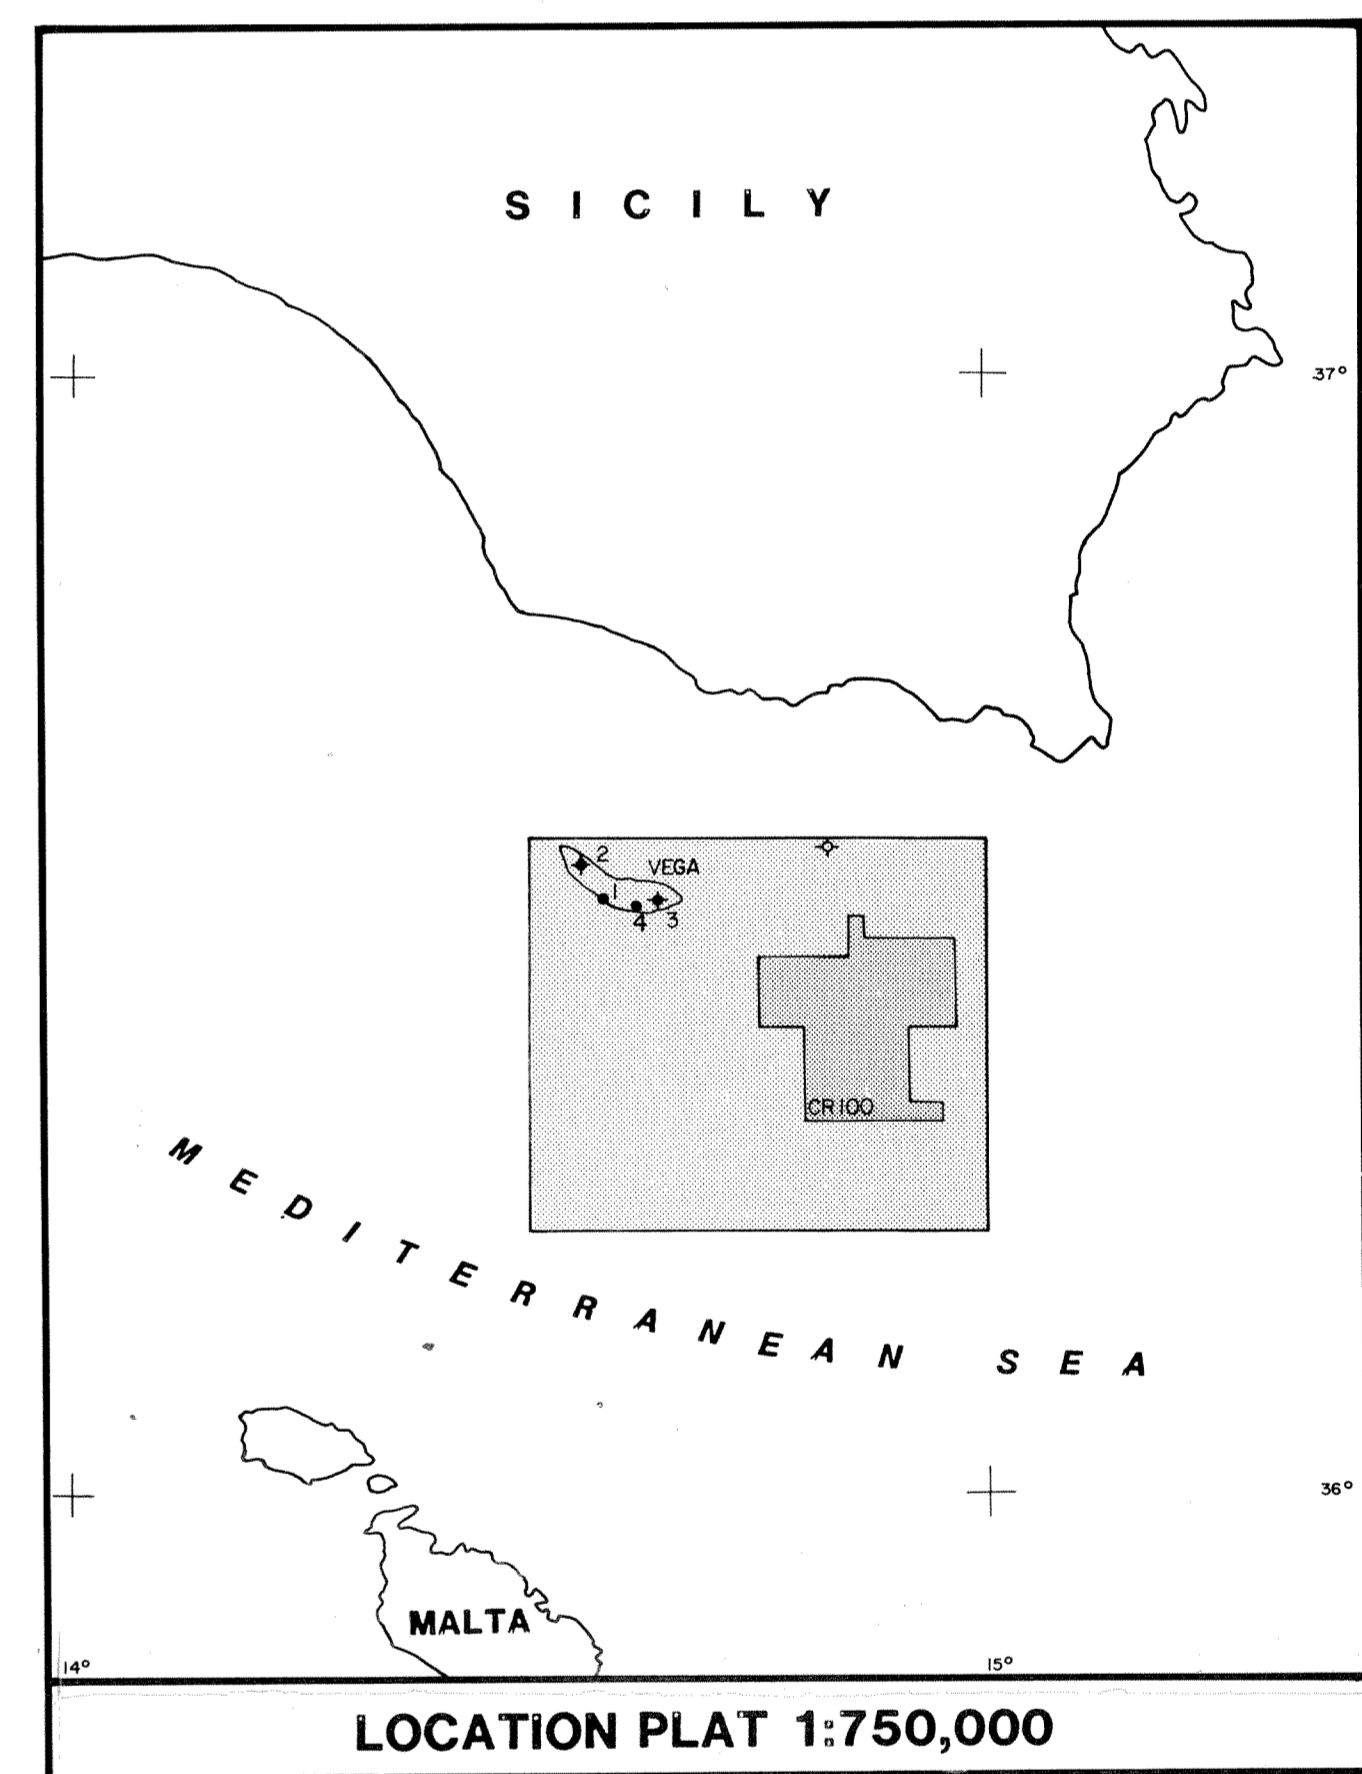 SICILY
37°
2
VEGA
1
4 3
CR100
MEDITERRANEAN SEA
36°
MALTA
14° 15°
LOCATION PLAT 1:750,000